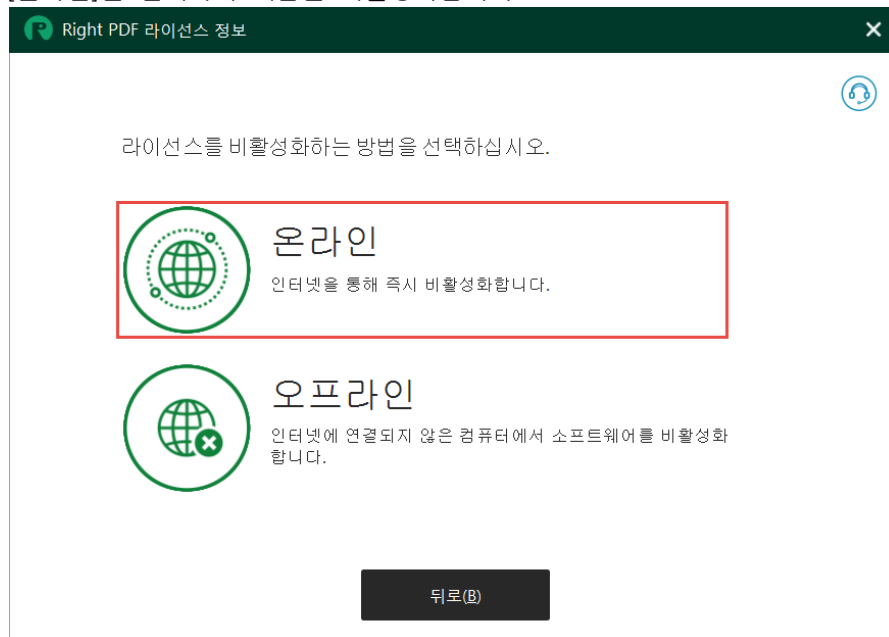 Right PDF 라이선스 정보
라이선스를 비활성화하는 방법을 선택하십시오.
온라인
인터넷을 통해 즉시 비활성화합니다.
오프라인
인터넷에 연결되지 않은 컴퓨터에서 소프트웨어를 비활성화
합니다.
뒤로(B)